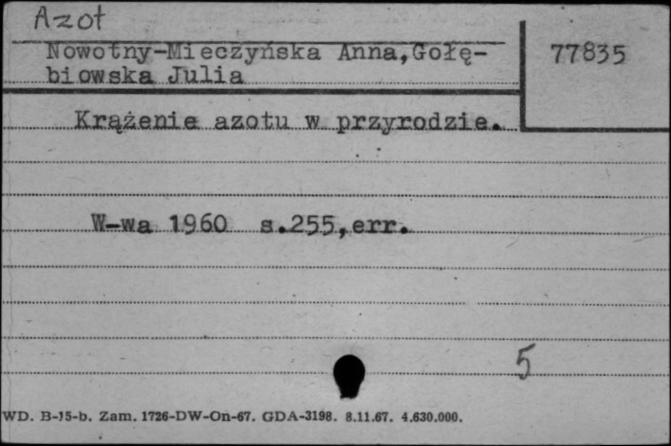 Azot
Nowotny-Mieczyńska Anna,Gołę-
biowska Julia
77835
Krążenie azotu w przyrodzie.
W-wa 1960 s.255,err.
5
WD. B-15-b. Zam. 1726-DW-On-67. GDA-3198. 8.11.67. 4.630.000.